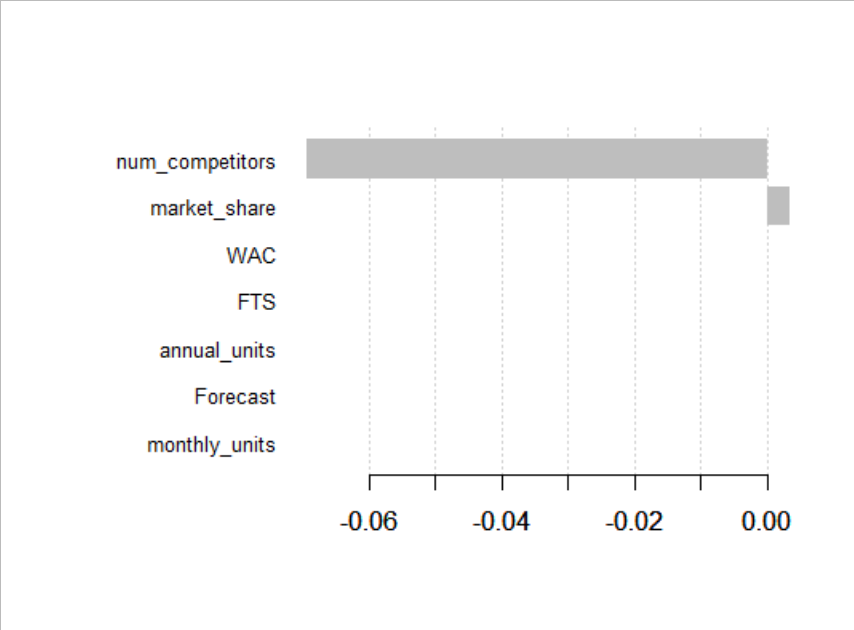 num_competitors
market_share
WAC
FTS
annual_units
Forecast
monthly_units
-0.06 -0.04 -0.02 0.00